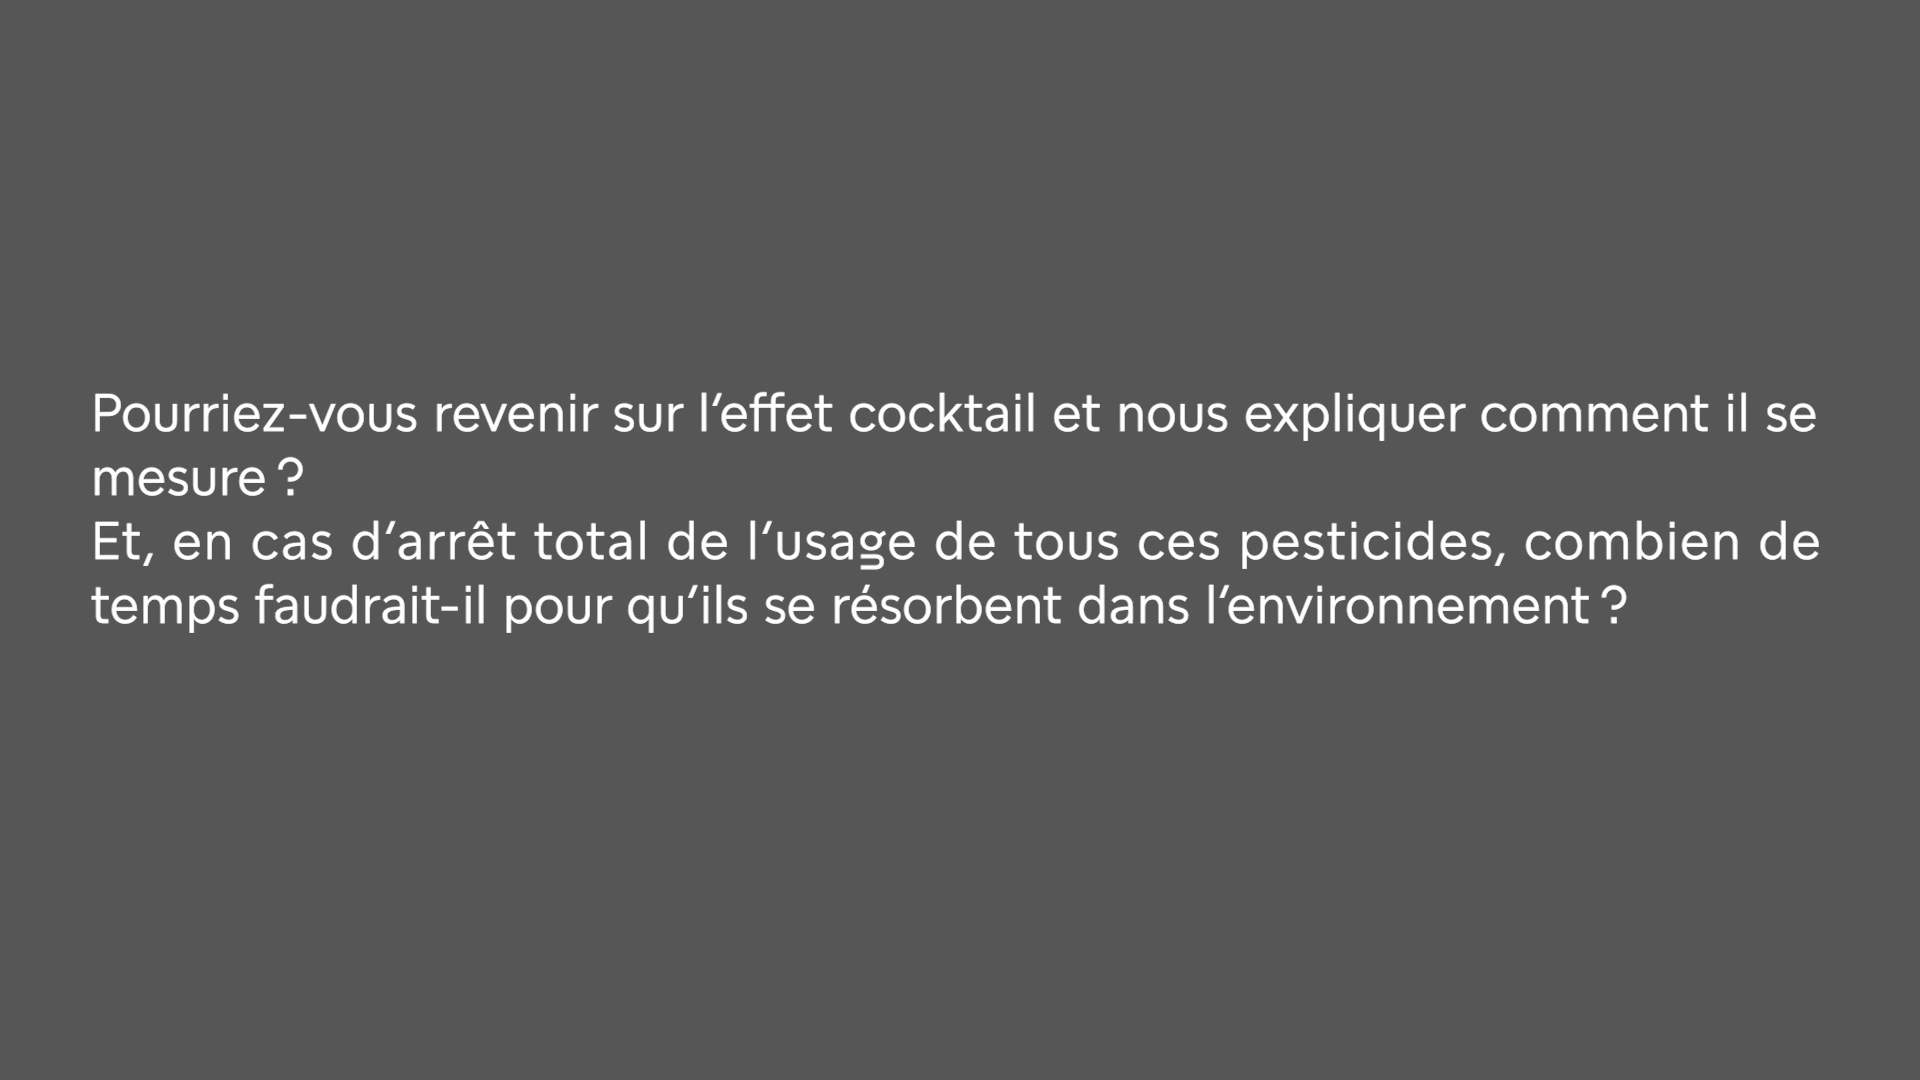 Pourriez-vous revenir sur l’effet cocktail et nous expliquer comment il se
mesure ?
Et, en cas d‘arrêt total de l‘usage de tous ces pesticides, combien de
temps faudrait-il pour qu’ils se résorbent dans l’environnement ?